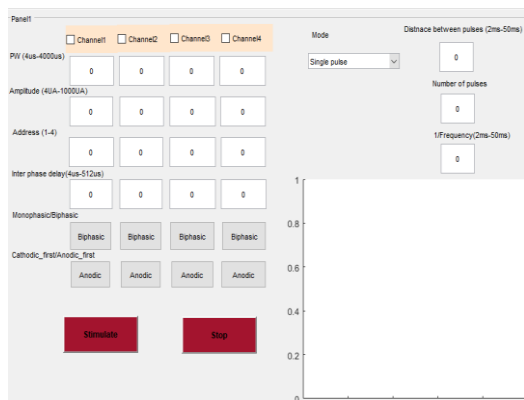 Panel1
Channel1 Channel2 Channel3 Channel4
PW (4us-4000us)
0 0 0 0
Amplitude (4UA-1000UA)
0 0 0 0
Address (1-4)
0 0 0 0
Inter phase delay(4us-512us)
0 0 0 0
Monophasic/Biphasic
Biphasic Biphasic Biphasic Biphasic
Cathodic_first/Anodic_first
Anodic Anodic Anodic Anodic
Stimulate Stop
Mode
Single pulse
Distnace between pulses (2ms-50ms)
0
Number of pulses
0
1/Frequency(2ms-50ms)
0
1
0.8
0.6
0.4
0.2
0